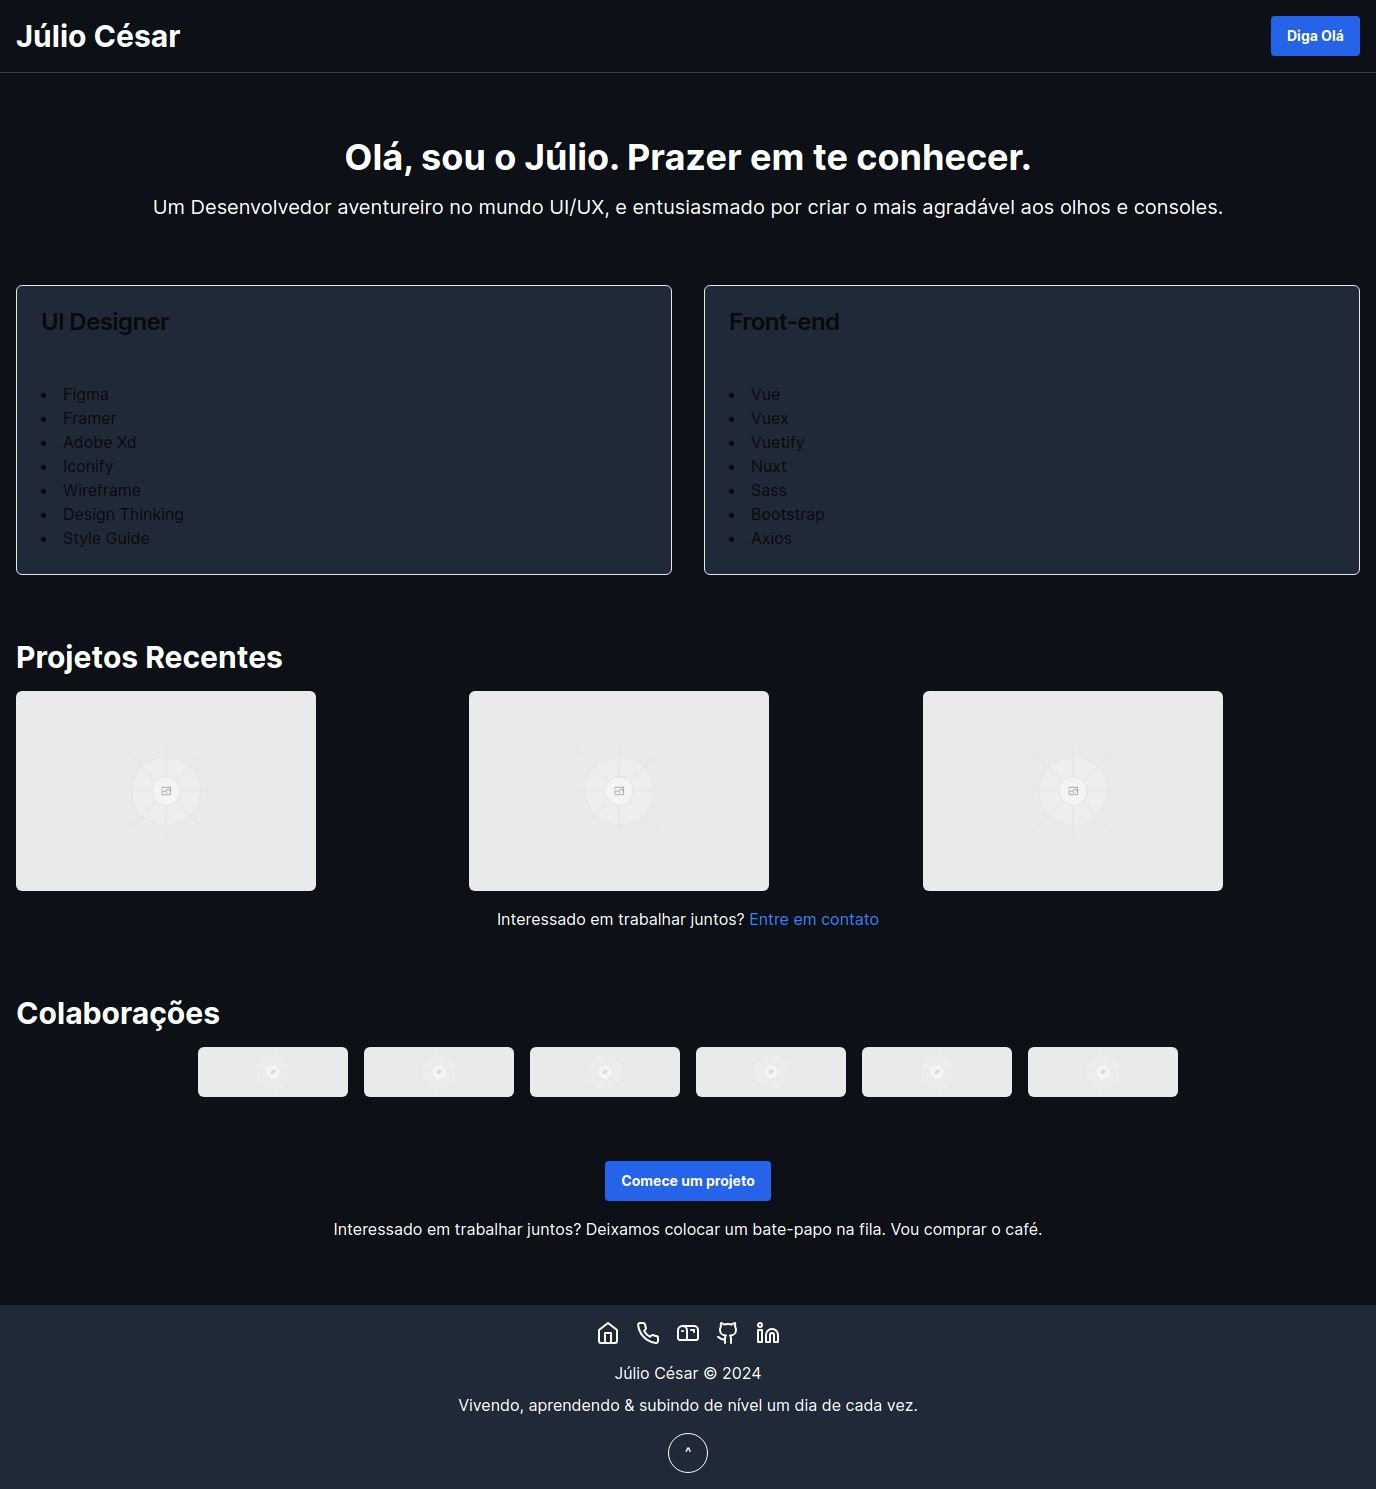 Júlio César
Diga Olá
Olá, sou o Júlio. Prazer em te conhecer.
Um Desenvolvedor aventureiro no mundo UI/UX, e entusiasmado por criar o mais agradável aos olhos e consoles.
UI Designer
Figma
Framer
Adobe Xd
Iconify
Wireframe
Design Thinking
Style Guide
Front-end
Vue
Vuex
Vuetify
Nuxt
Sass
Bootstrap
Axios
Projetos Recentes
Interessado em trabalhar juntos? Entre em contato
Colaborações
Comece um projeto
Interessado em trabalhar juntos? Deixamos colocar um bate-papo na fila. Vou comprar o café.
Júlio César © 2024
Vivendo, aprendendo & subindo de nível um dia de cada vez.
^